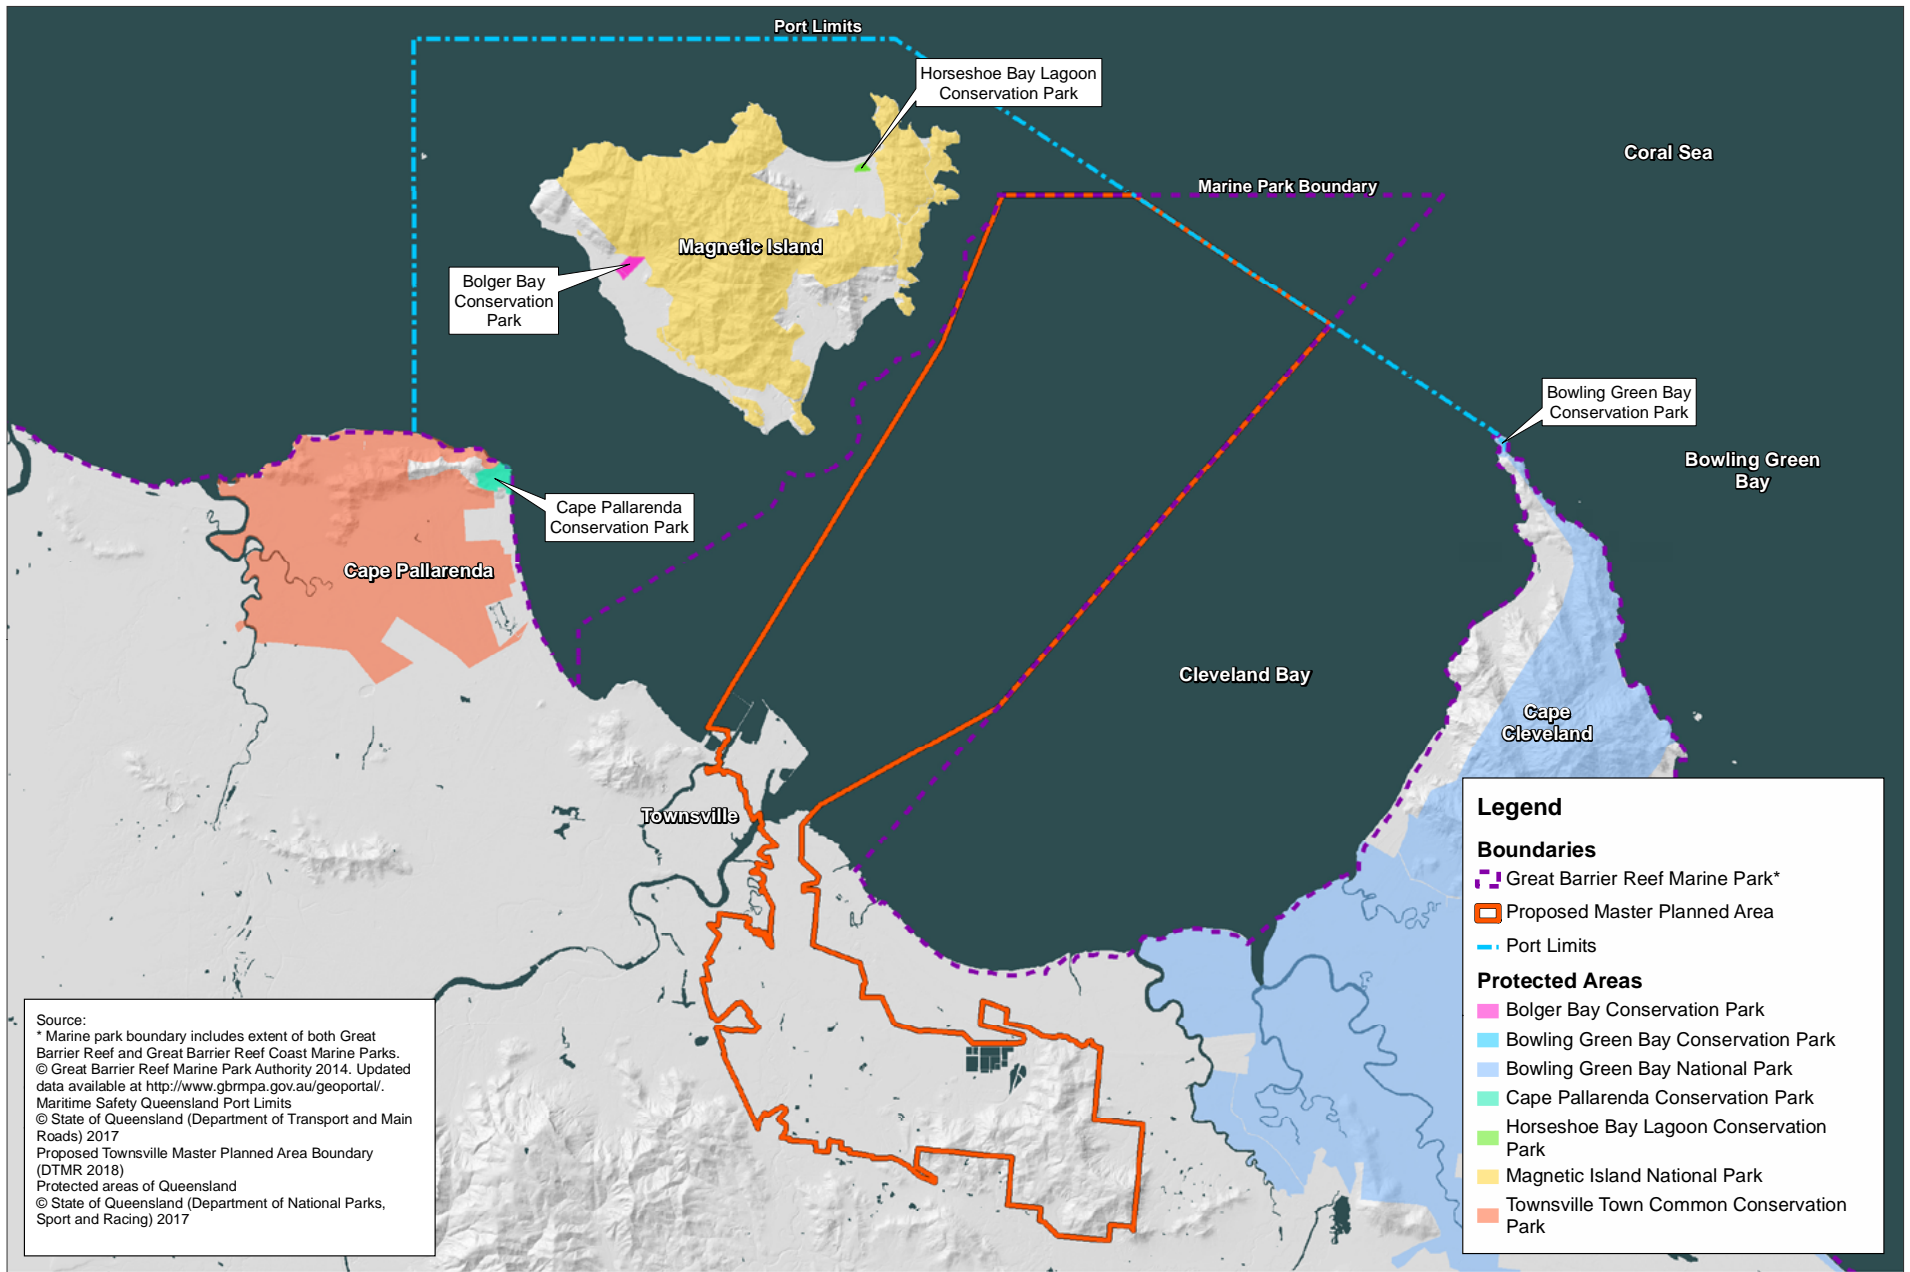 Port Limits
Horseshoe Bay Lagoon
Conservation Park
Coral Sea
Marine Park Boundary
Magnetic Island
Bolger Bay
Conservation
Park
Bowling Green Bay
Conservation Park
Bowling Green
Bay
Cape Pallarenda
Conservation Park
Cape Pallarenda
Cleveland Bay
Cape
Cleveland
Townsville
Legend
Boundaries
Great Barrier Reef Marine Park*
Proposed Master Planned Area
Port Limits
Protected Areas
Bolger Bay Conservation Park
Bowling Green Bay Conservation Park
Bowling Green Bay National Park
Cape Pallarenda Conservation Park
Horseshoe Bay Lagoon Conservation
Park
Magnetic Island National Park
Townsville Town Common Conservation
Park
Source:
* Marine park boundary includes extent of both Great
Barrier Reef and Great Barrier Reef Coast Marine Parks.
© Great Barrier Reef Marine Park Authority 2014. Updated
data available at http://www.gbrmpa.gov.au/geoportal/.
Maritime Safety Queensland Port Limits
© State of Queensland (Department of Transport and Main
Roads) 2017
Proposed Townsville Master Planned Area Boundary
(DTMR 2018)
Protected areas of Queensland
© State of Queensland (Department of National Parks,
Sport and Racing) 2017